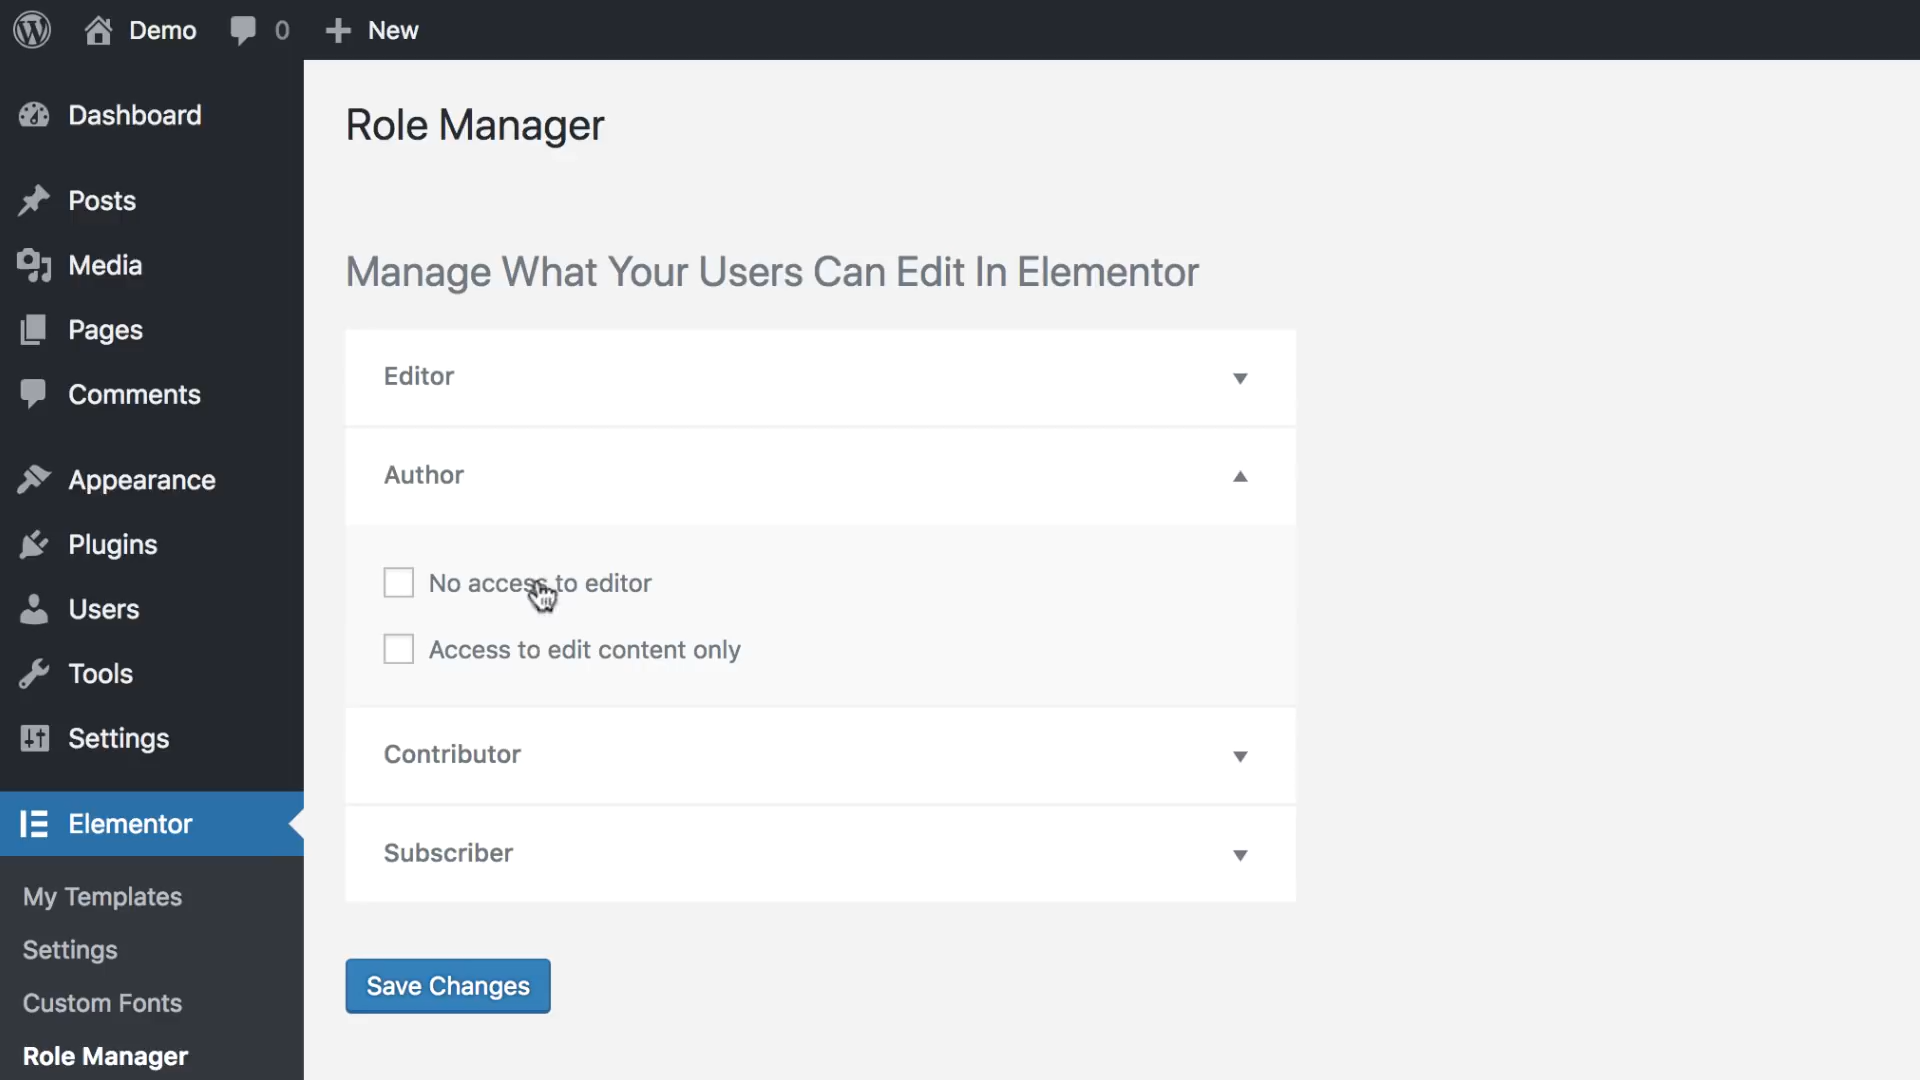 Demo 0 New
Dashboard
Posts
Media
Pages
Comments
Appearance
Plugins
Users
Tools
Settings
Elementor
My Templates
Settings
Custom Fonts
Role Manager
Role Manager
Manage What Your Users Can Edit In Elementor
Editor
Author
No access to editor
Access to edit content only
Contributor
Subscriber
Save Changes